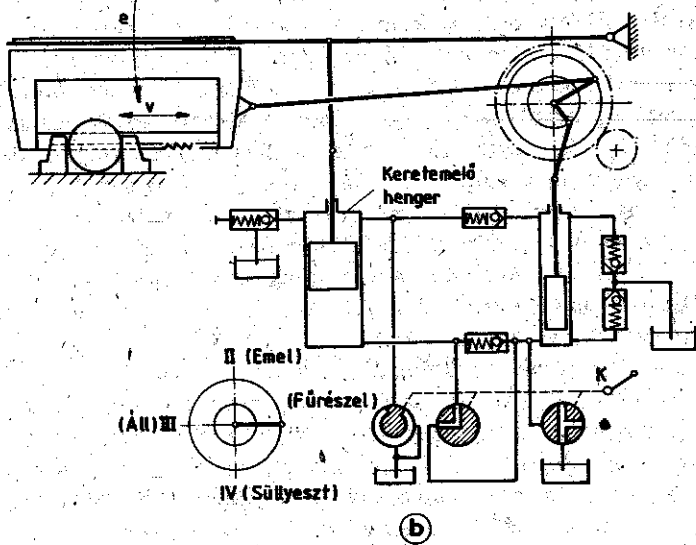 e
v
Keretemelő
henger
II (Emel)
(Fűrészel)
(Áll) III
IV (Süllyeszt)
K
b